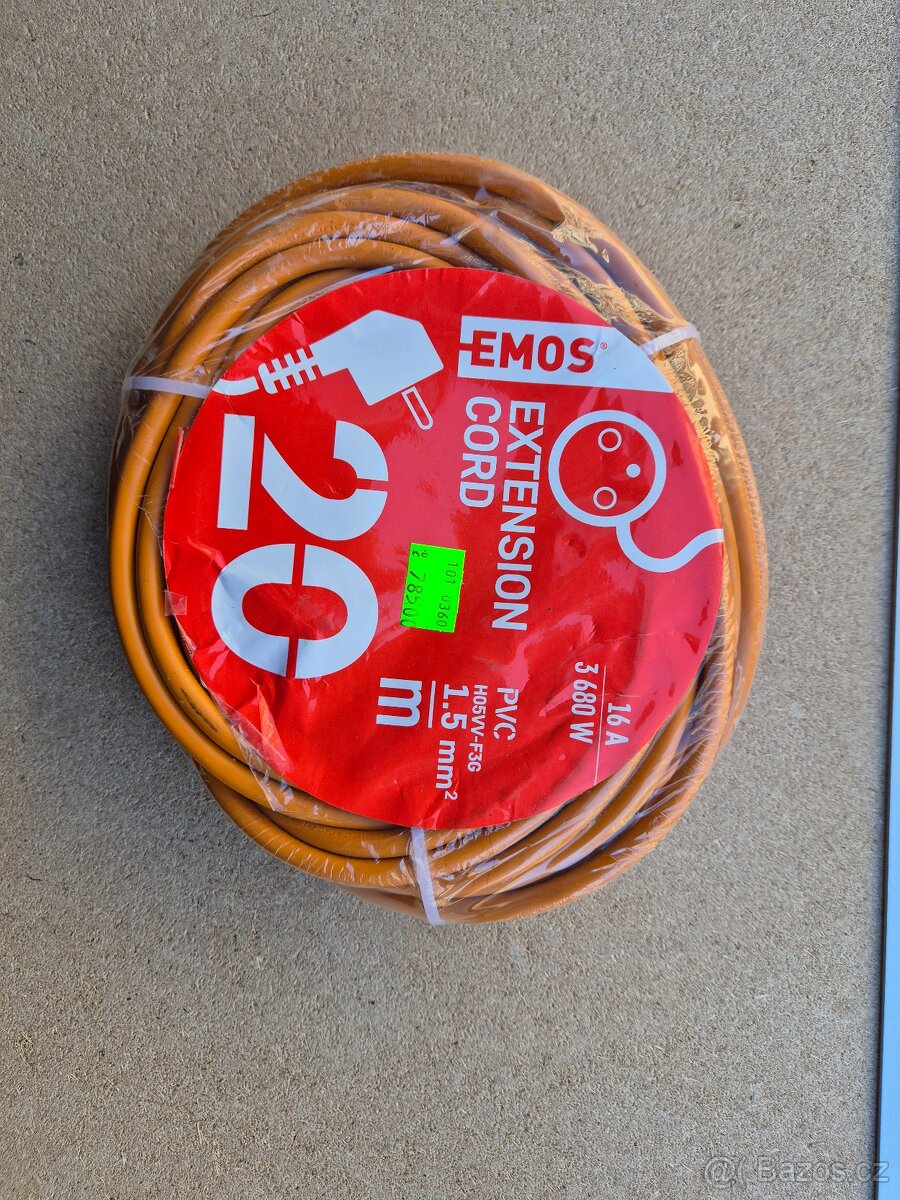 EMOS®
EXTENSION
CORD
20
m
16 A
3 680 W
PVC
H05VV-F3G
1.5 mm²
101 0360
@ Bazos.cz